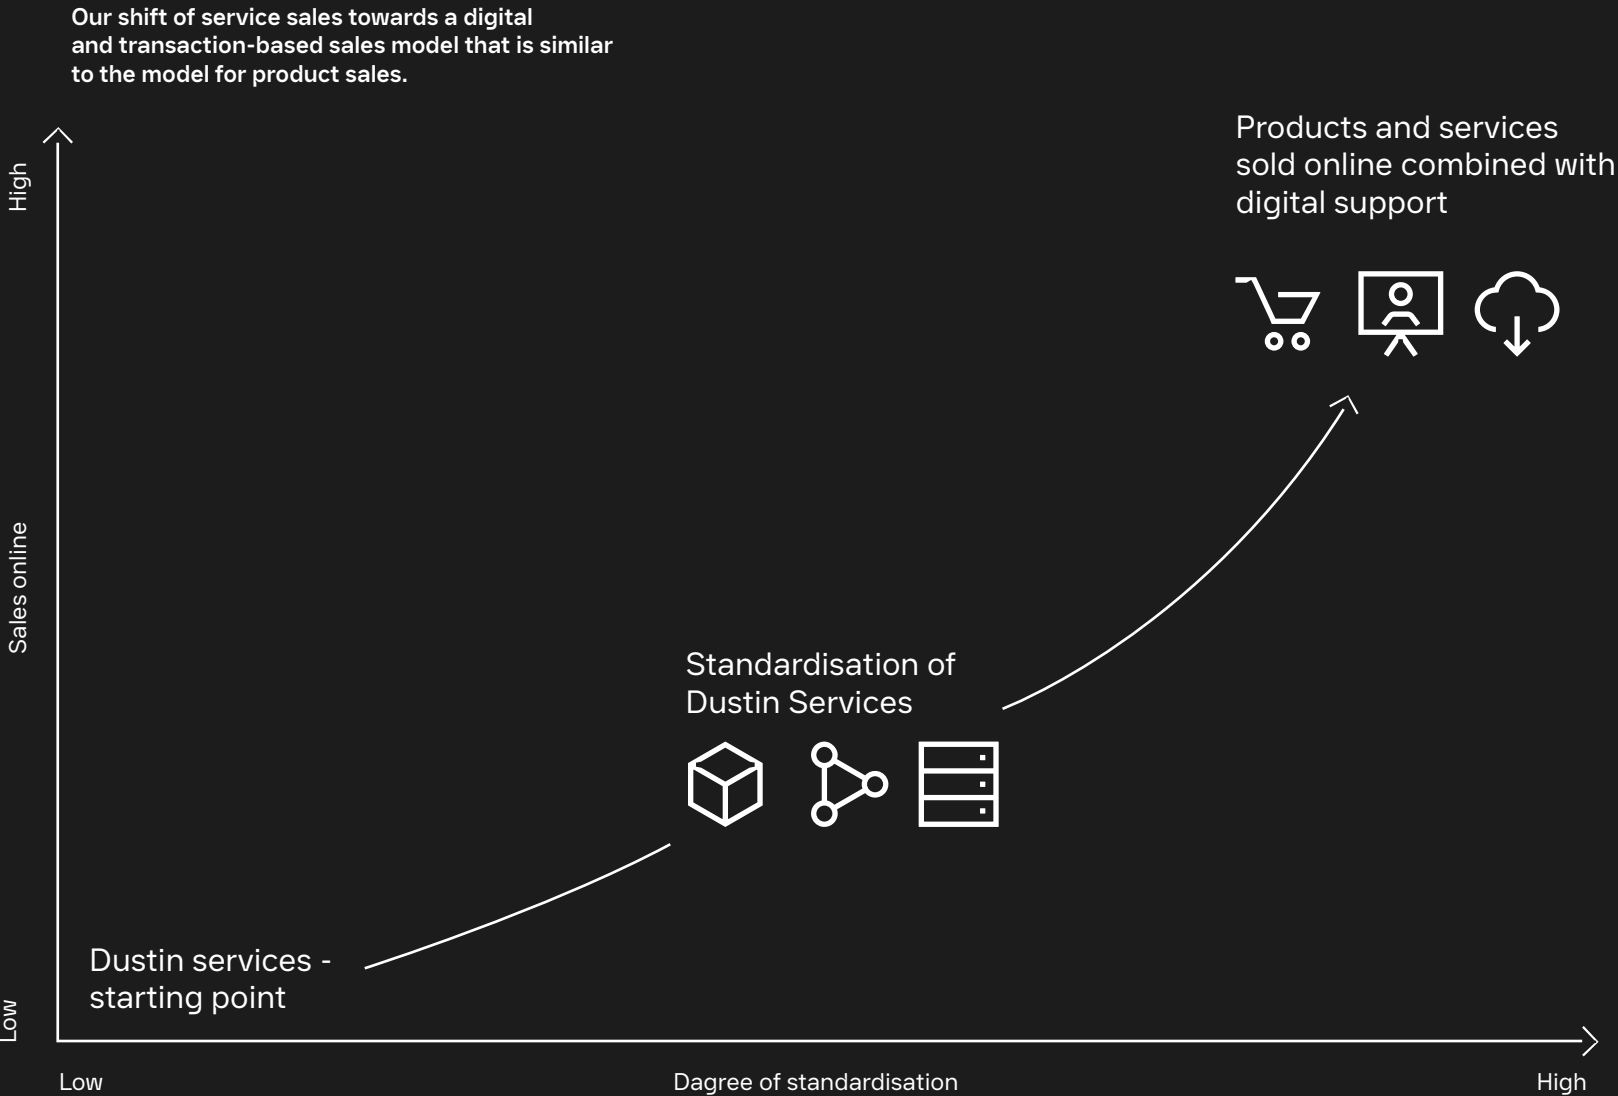 Our shift of service sales towards a digital
and transaction-based sales model that is similar
to the model for product sales.
Products and services
sold online combined with
digital support
High
Sales online
Standardisation of
Dustin Services
Dustin services -
starting point
Low
Low
Dagree of standardisation
High